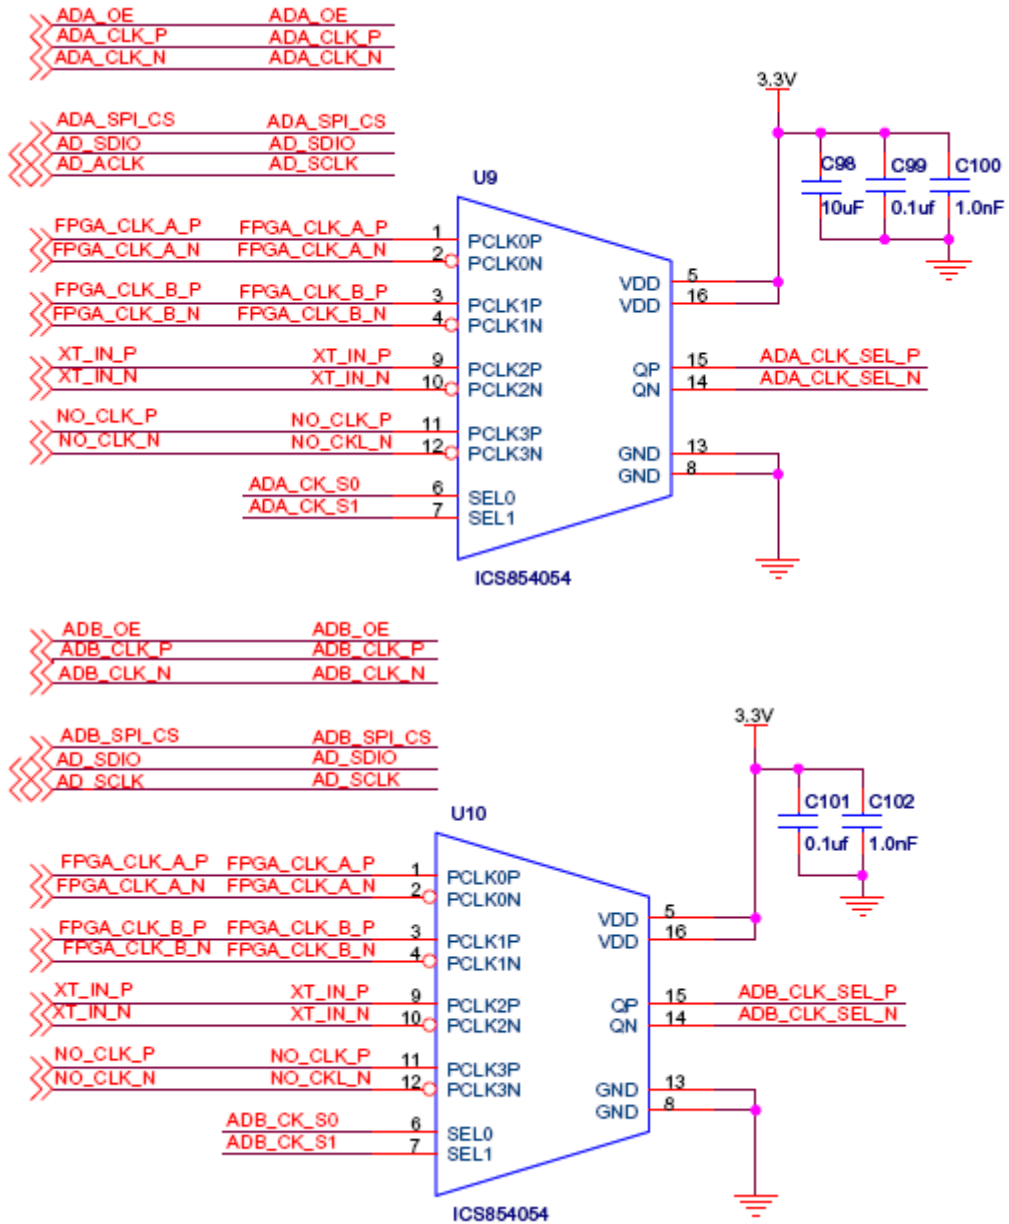 ADA_OE ADA_OE
ADA_CLK_P ADA_CLK_P
ADA_CLK_N ADA_CLK_N
3.3V
ADA_SPI_CS ADA_SPI_CS
AD_SDIO AD_SDIO
AD_ACLK AD_SCLK
C98 C99 C100
10uF 0.1uf 1.0nF
U9
FPGA_CLK_A_P FPGA_CLK_A_P 1 PCLK0P
FPGA_CLK_A_N FPGA_CLK_A_N 2 PCLK0N
VDD 5
FPGA_CLK_B_P FPGA_CLK_B_P 3 PCLK1P VDD 16
FPGA_CLK_B_N FPGA_CLK_B_N 4 PCLK1N
XT_IN_P XT_IN_P 9 PCLK2P QP 15 ADA_CLK_SEL_P
XT_IN_N XT_IN_N 10 PCLK2N QN 14 ADA_CLK_SEL_N
NO_CLK_P NO_CLK_P 11 PCLK3P
NO_CLK_N NO_CKL_N 12 PCLK3N GND 13
GND 8
ADA_CK_S0 6 SEL0
ADA_CK_S1 7 SEL1
ICS854054
ADB_OE ADB_OE
ADB_CLK_P ADB_CLK_P
ADB_CLK_N ADB_CLK_N
3.3V
ADB_SPI_CS ADB_SPI_CS
AD_SDIO AD_SDIO
AD_SCLK AD_SCLK
C101 C102
0.1uf 1.0nF
U10
FPGA_CLK_A_P FPGA_CLK_A_P 1 PCLK0P
FPGA_CLK_A_N FPGA_CLK_A_N 2 PCLK0N
VDD 5
FPGA_CLK_B_P FPGA_CLK_B_P 3 PCLK1P VDD 16
FPGA_CLK_B_N FPGA_CLK_B_N 4 PCLK1N
XT_IN_P XT_IN_P 9 PCLK2P QP 15 ADB_CLK_SEL_P
XT_IN_N XT_IN_N 10 PCLK2N QN 14 ADB_CLK_SEL_N
NO_CLK_P NO_CLK_P 11 PCLK3P
NO_CLK_N NO_CKL_N 12 PCLK3N GND 13
GND 8
ADB_CK_S0 6 SEL0
ADB_CK_S1 7 SEL1
ICS854054